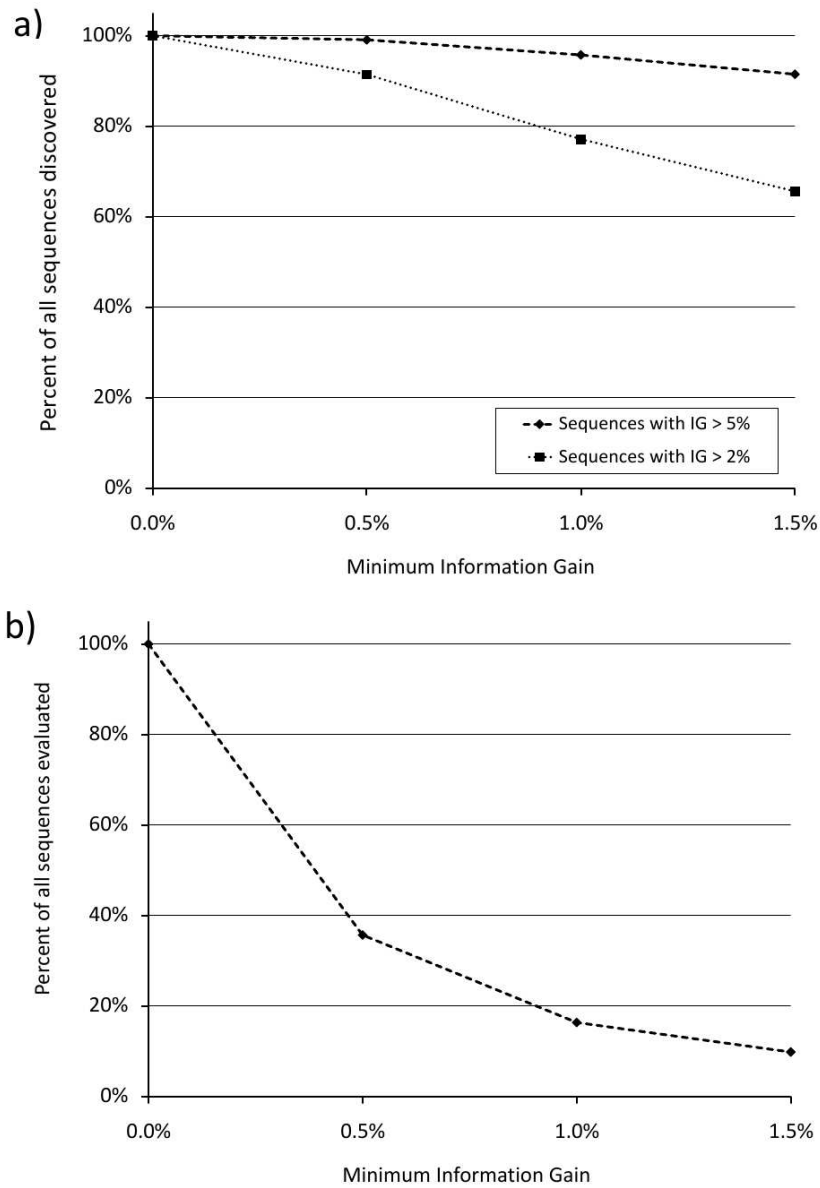 a)
Percent of all sequences discovered
100%
80%
60%
40%
20%
0%
Sequences with IG > 5%
Sequences with IG > 2%
0.0% 0.5% 1.0% 1.5%
Minimum Information Gain
b)
Percent of all sequences evaluated
100%
80%
60%
40%
20%
0%
0.0% 0.5% 1.0% 1.5%
Minimum Information Gain